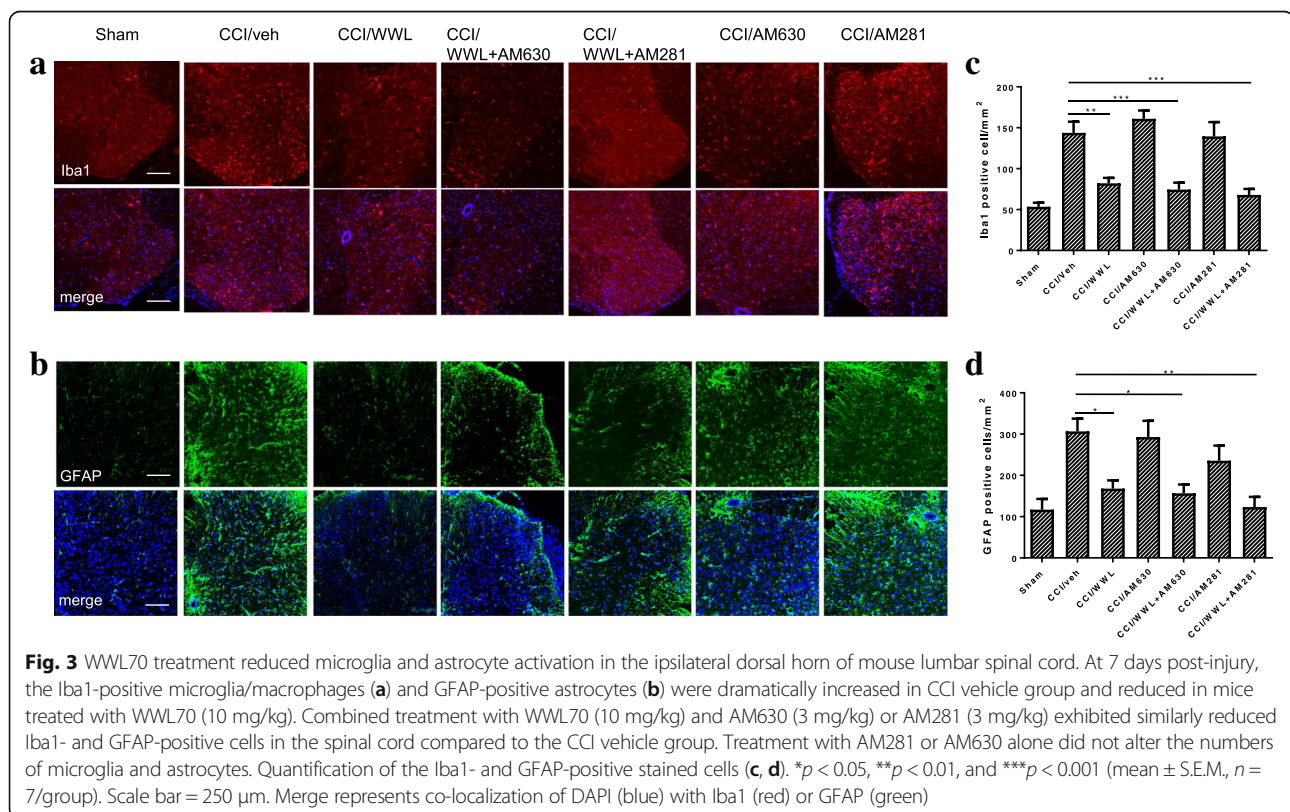 Sham
CCI/veh
CCI/WWL
CCI/
WWL+AM630
CCI/
WWL+AM281
CCI/AM630
CCI/AM281
a
Iba1
merge
b
GFAP
merge
c
Iba1 positive cell/mm²
200
150
100
50
0
***
***
**
Sham
CCI/Veh
CCI/WWL
CCI/AM630
CCI/WWL+AM630
CCI/AM281
CCI/WWL+AM281
d
GFAP positive cells/mm²
400
300
200
100
0
**
*
*
Sham
CCI/veh
CCI/WWL
CCI/AM630
CCI/WWL+AM630
CCI/AM281
CCI/WWL+AM281
Fig. 3 WWL70 treatment reduced microglia and astrocyte activation in the ipsilateral dorsal horn of mouse lumbar spinal cord. At 7 days post-injury,
the Iba1-positive microglia/macrophages (a) and GFAP-positive astrocytes (b) were dramatically increased in CCI vehicle group and reduced in mice
treated with WWL70 (10 mg/kg). Combined treatment with WWL70 (10 mg/kg) and AM630 (3 mg/kg) or AM281 (3 mg/kg) exhibited similarly reduced
Iba1- and GFAP-positive cells in the spinal cord compared to the CCI vehicle group. Treatment with AM281 or AM630 alone did not alter the numbers
of microglia and astrocytes. Quantification of the Iba1- and GFAP-positive stained cells (c, d). *p < 0.05, **p < 0.01, and ***p < 0.001 (mean ± S.E.M., n =
7/group). Scale bar = 250 μm. Merge represents co-localization of DAPI (blue) with Iba1 (red) or GFAP (green)